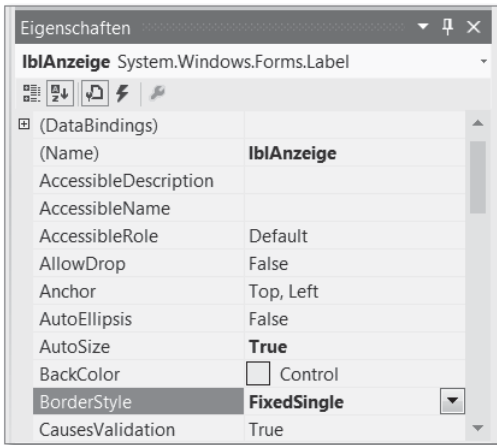 Eigenschaften
lblAnzeige System.Windows.Forms.Label
(DataBindings)
(Name) lblAnzeige
AccessibleDescription
AccessibleName
AccessibleRole Default
AllowDrop False
Anchor Top, Left
AutoEllipsis False
AutoSize True
BackColor Control
BorderStyle FixedSingle
CausesValidation True